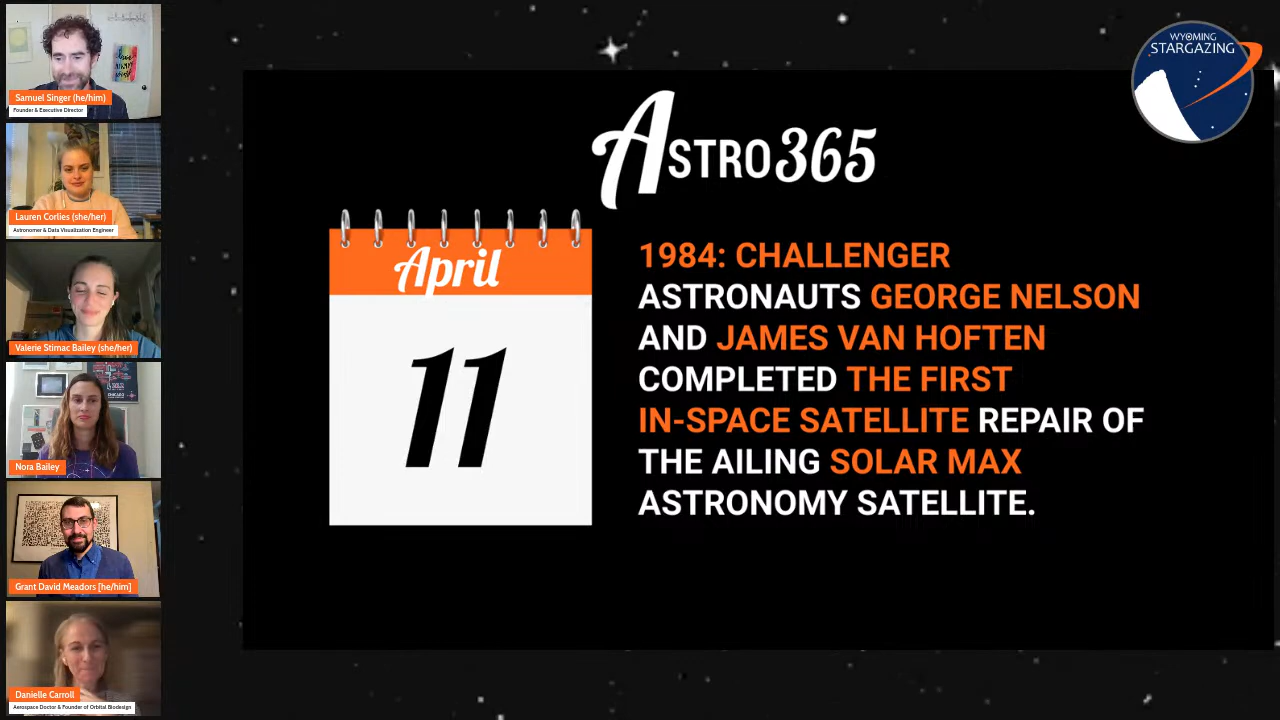 Samuel Singer (he/him)
Founder & Executive Director
Lauren Corlies (she/her)
Astronomer & Data Visualization Engineer
Valerie Stimac Bailey (she/her)
Nora Bailey
Grant David Meadors [he/him]
Danielle Carroll
Aerospace Doctor & Founder of Orbital Biodesign
WYOMING
STARGAZING
ASTRO365
April
11
1984: CHALLENGER
ASTRONAUTS GEORGE NELSON
AND JAMES VAN HOFTEN
COMPLETED THE FIRST
IN-SPACE SATELLITE REPAIR OF
THE AILING SOLAR MAX
ASTRONOMY SATELLITE.